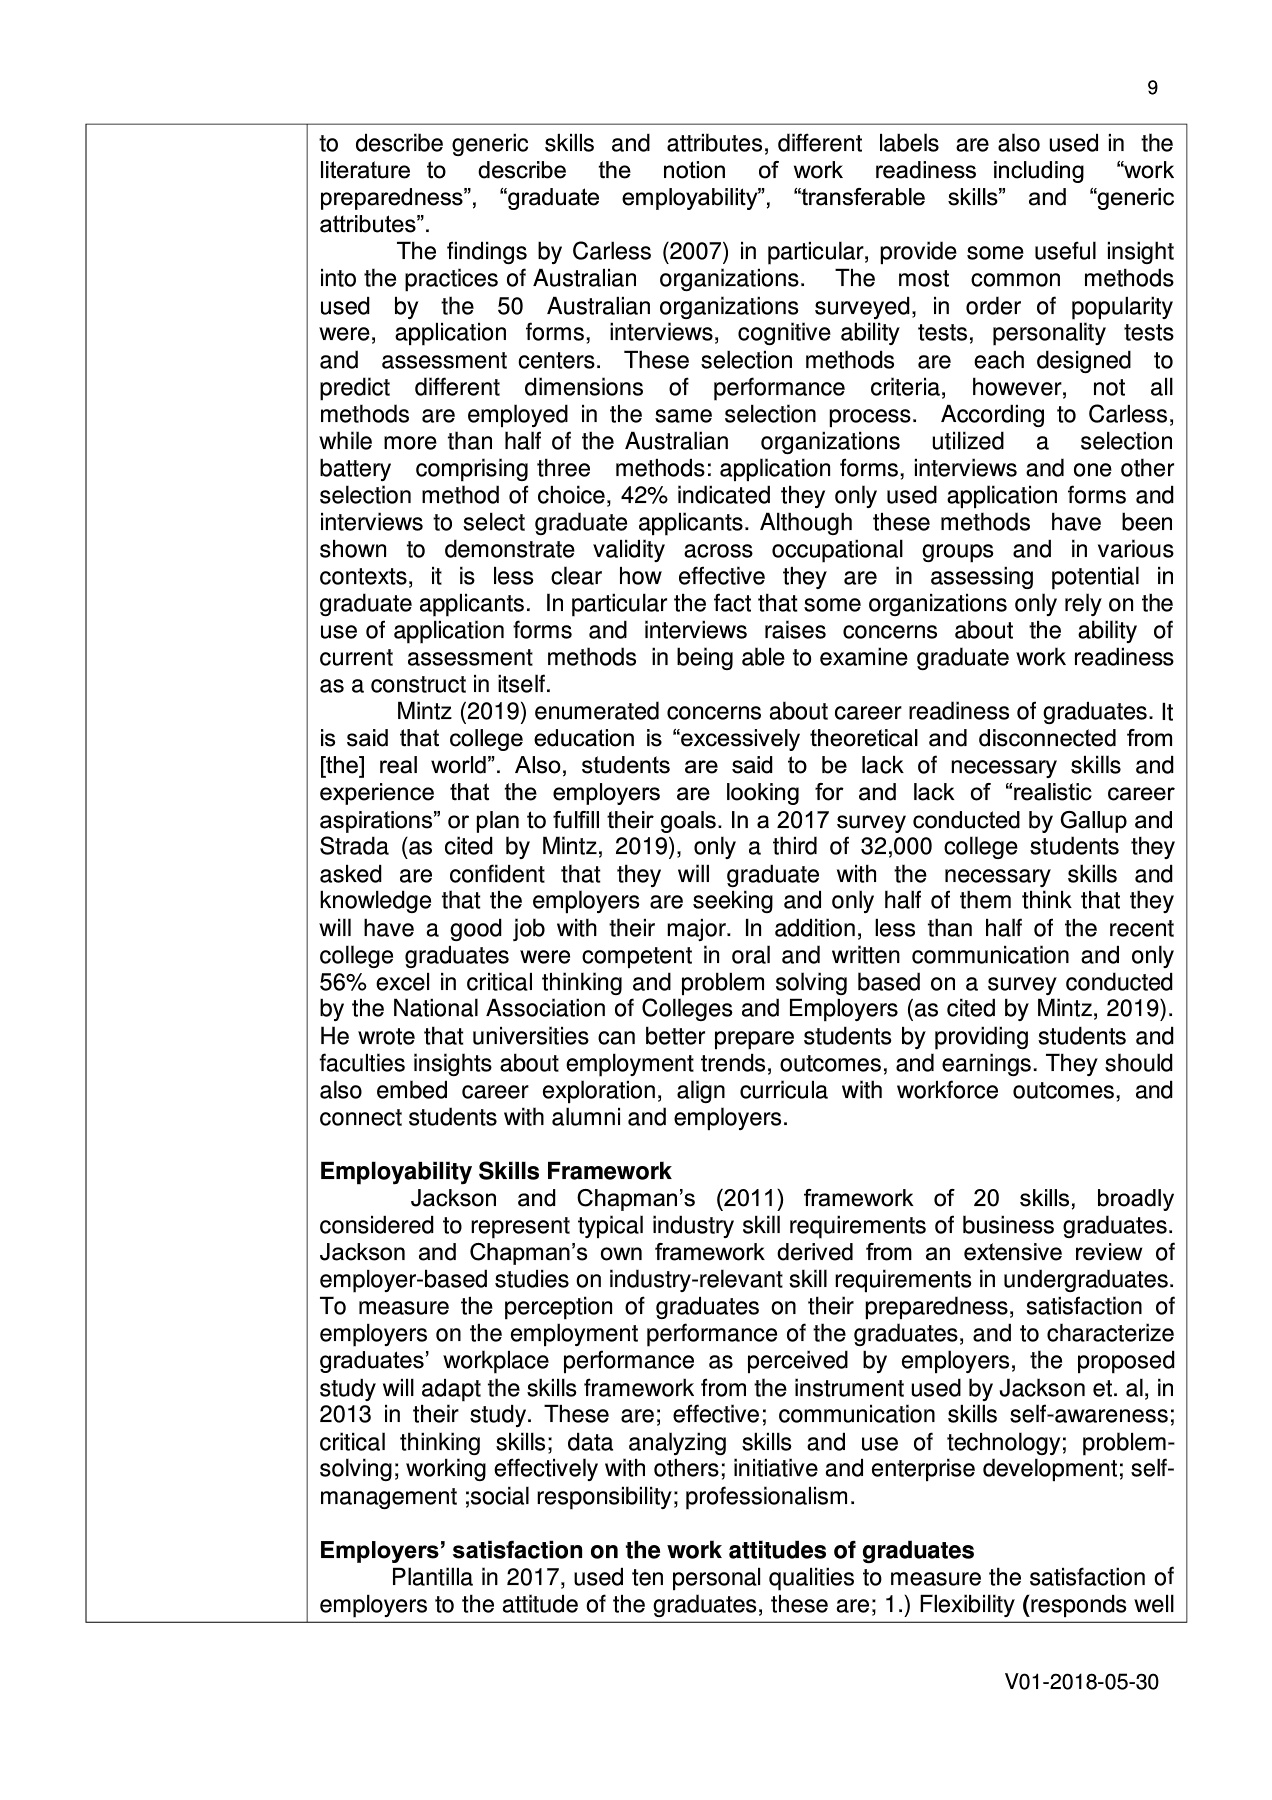 9
to describe generic skills and attributes, different labels are also used in the
literature to describe the notion of work readiness including “work
preparedness”, “graduate employability”, “transferable skills” and “generic
attributes”.
The findings by Carless (2007) in particular, provide some useful insight
into the practices of Australian organizations. The most common methods
used by the 50 Australian organizations surveyed, in order of popularity
were, application forms, interviews, cognitive ability tests, personality tests
and assessment centers. These selection methods are each designed to
predict different dimensions of performance criteria, however, not all
methods are employed in the same selection process. According to Carless,
while more than half of the Australian organizations utilized a selection
battery comprising three methods: application forms, interviews and one other
selection method of choice, 42% indicated they only used application forms and
interviews to select graduate applicants. Although these methods have been
shown to demonstrate validity across occupational groups and in various
contexts, it is less clear how effective they are in assessing potential in
graduate applicants. In particular the fact that some organizations only rely on the
use of application forms and interviews raises concerns about the ability of
current assessment methods in being able to examine graduate work readiness
as a construct in itself.
Mintz (2019) enumerated concerns about career readiness of graduates. It
is said that college education is “excessively theoretical and disconnected from
[the] real world”. Also, students are said to be lack of necessary skills and
experience that the employers are looking for and lack of “realistic career
aspirations” or plan to fulfill their goals. In a 2017 survey conducted by Gallup and
Strada (as cited by Mintz, 2019), only a third of 32,000 college students they
asked are confident that they will graduate with the necessary skills and
knowledge that the employers are seeking and only half of them think that they
will have a good job with their major. In addition, less than half of the recent
college graduates were competent in oral and written communication and only
56% excel in critical thinking and problem solving based on a survey conducted
by the National Association of Colleges and Employers (as cited by Mintz, 2019).
He wrote that universities can better prepare students by providing students and
faculties insights about employment trends, outcomes, and earnings. They should
also embed career exploration, align curricula with workforce outcomes, and
connect students with alumni and employers.
Employability Skills Framework
Jackson and Chapman’s (2011) framework of 20 skills, broadly
considered to represent typical industry skill requirements of business graduates.
Jackson and Chapman’s own framework derived from an extensive review of
employer-based studies on industry-relevant skill requirements in undergraduates.
To measure the perception of graduates on their preparedness, satisfaction of
employers on the employment performance of the graduates, and to characterize
graduates’ workplace performance as perceived by employers, the proposed
study will adapt the skills framework from the instrument used by Jackson et. al, in
2013 in their study. These are; effective; communication skills self-awareness;
critical thinking skills; data analyzing skills and use of technology; problem-
solving; working effectively with others; initiative and enterprise development; self-
management ;social responsibility; professionalism.
Employers’ satisfaction on the work attitudes of graduates
Plantilla in 2017, used ten personal qualities to measure the satisfaction of
employers to the attitude of the graduates, these are; 1.) Flexibility (responds well
V01-2018-05-30